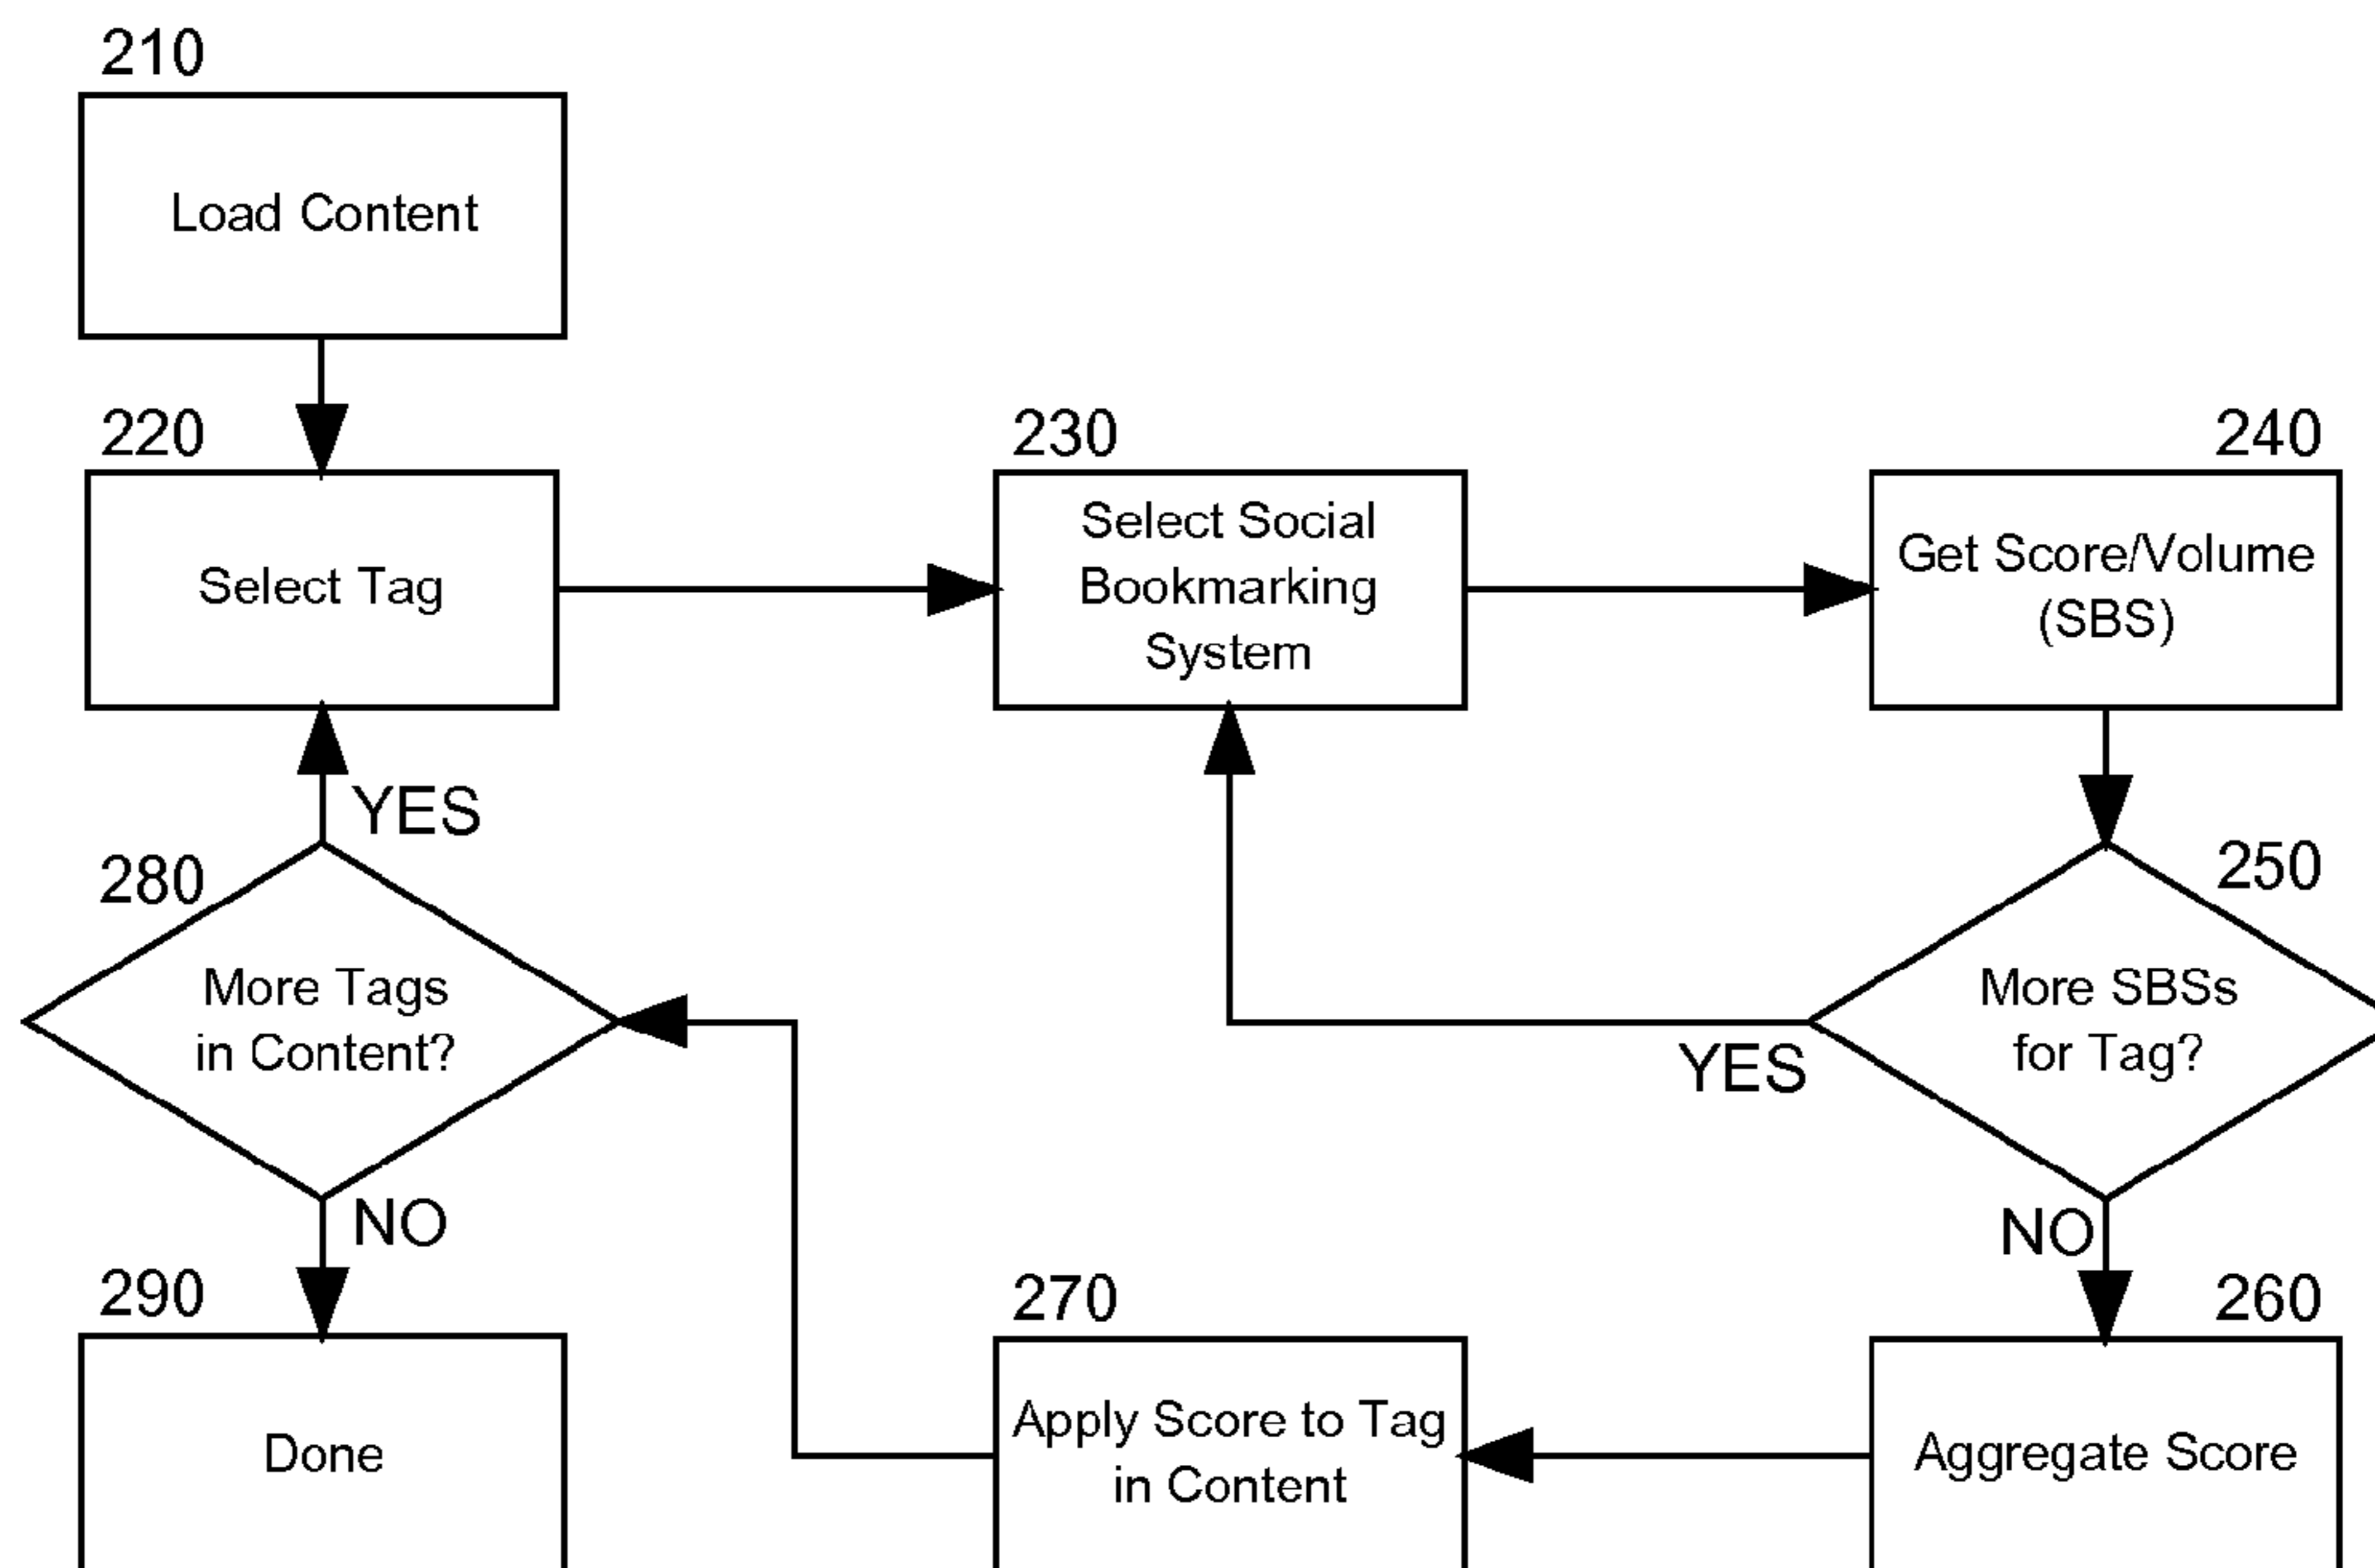 210
Load Content
220
Select Tag
230
Select Social
Bookmarking
System
240
Get Score/Volume
(SBS)
250
More SBSs
for Tag?
YES
NO
260
Aggregate Score
270
Apply Score to Tag
in Content
280
More Tags
in Content?
YES
NO
290
Done